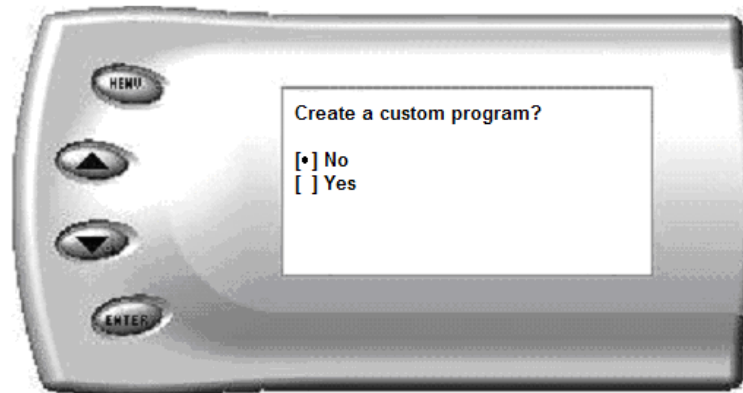 MENU
Create a custom program?
[•] No
[ ] Yes
ENTER